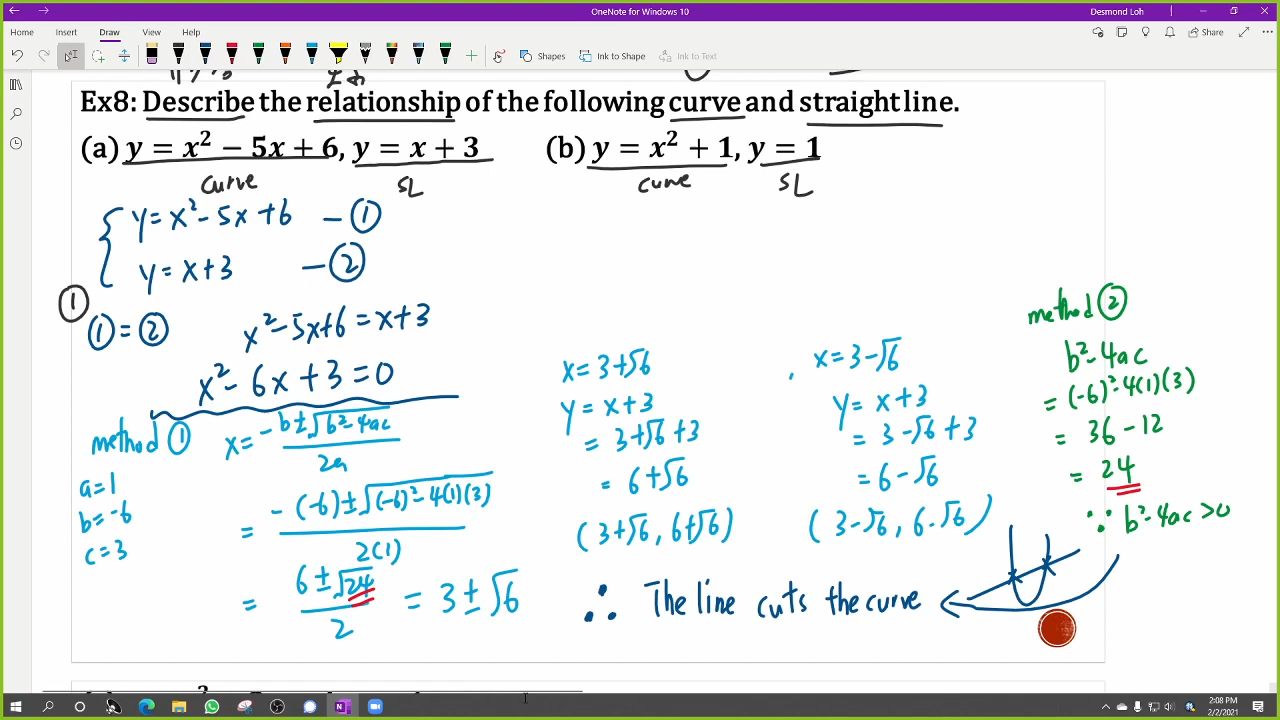 OneNote for Windows 10
Desmond Loh
Home Insert Draw View Help
Share
Shapes
Ink to Shape
Ink to Text
Ex8: Describe the relationship of the following curve and straight line.
(a) y = x² − 5x + 6, y = x + 3 (b) y = x² + 1, y = 1
curve SL curve SL
y = x² - 5x + 6 - ①
y = x + 3 - ②
①
① = ② x² - 5x + 6 = x + 3
x² - 6x + 3 = 0
method ① x = -b ± √b² - 4ac / 2a
a = 1
b = -6
c = 3
= -(-6) ± √(-6)² - 4(1)(3) / 2(1)
= 6 ± √24 / 2 = 3 ± √6
x = 3 + √6
y = x + 3
= 3 + √6 + 3
= 6 + √6
(3 + √6, 6 + √6)
x = 3 - √6
y = x + 3
= 3 - √6 + 3
= 6 - √6
(3 - √6, 6 - √6)
method ②
b² - 4ac
= (-6)² - 4(1)(3)
= 36 - 12
= 24
∵ b² - 4ac > 0
∴ The line cuts the curve
2:08 PM
2/2/2021